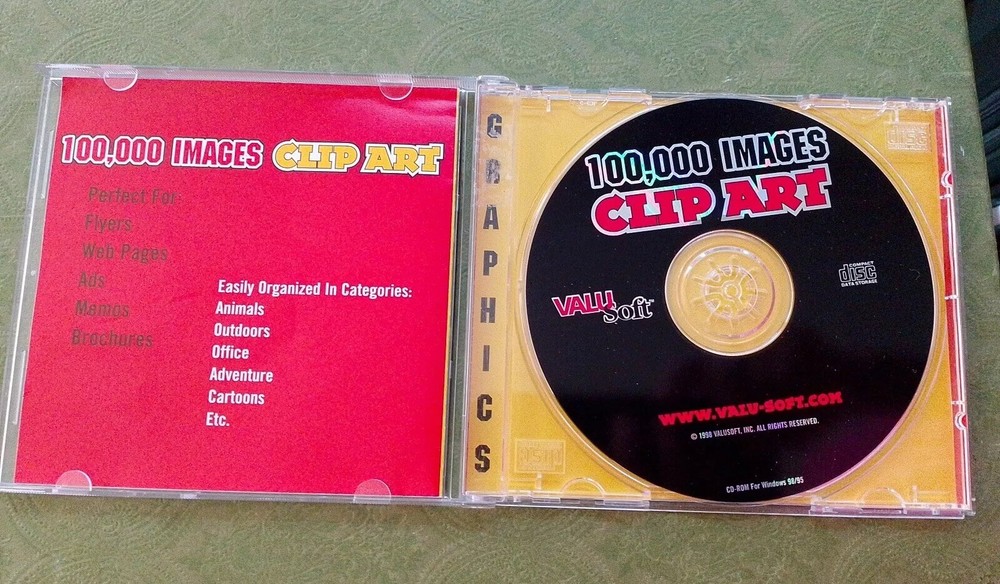 100,000 IMAGES CLIP ART
Perfect For:
Flyers
Web Pages
Ads
Memos
Brochures
Easily Organized In Categories:
Animals
Outdoors
Office
Adventure
Cartoons
Etc.
GRAPHICS
100,000 IMAGES
CLIP ART
COMPACT
disc
DATA STORAGE
VALUSoft™
WWW.VALU-SOFT.COM
© 1998 VALUSOFT, INC. ALL RIGHTS RESERVED.
CD-ROM For Windows 98/95